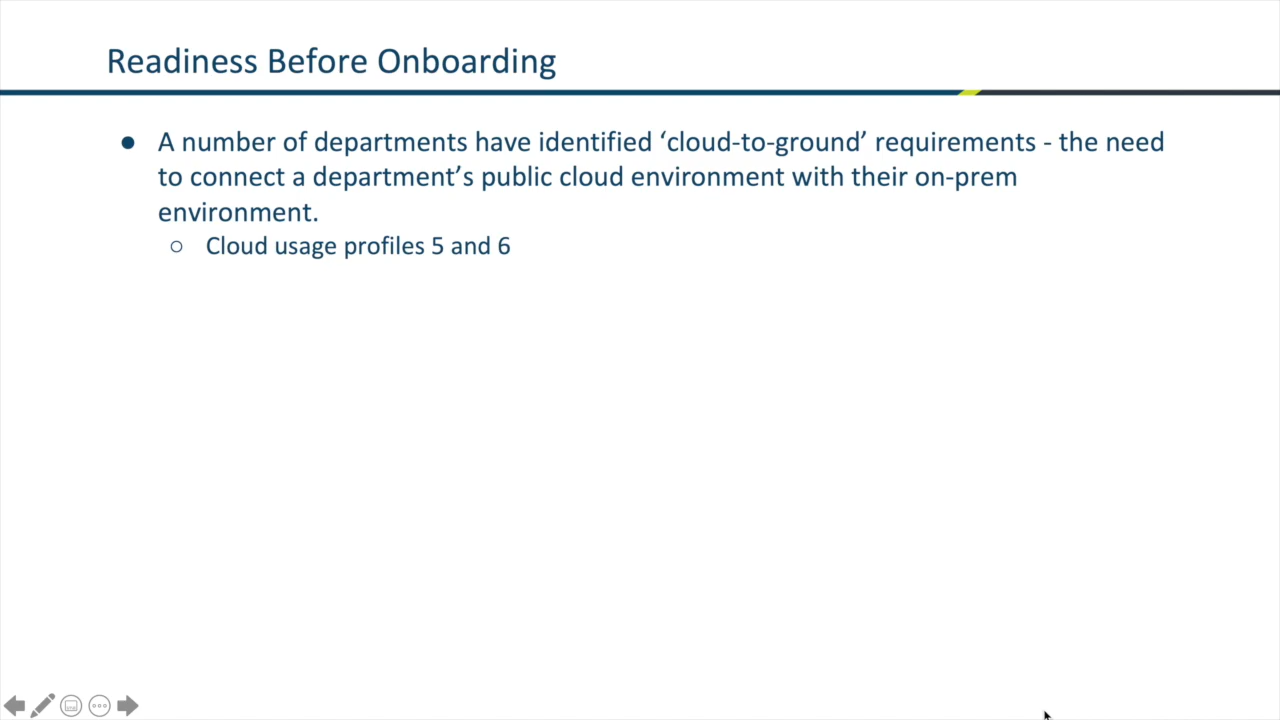 Readiness Before Onboarding
● A number of departments have identified ‘cloud-to-ground’ requirements - the need
to connect a department’s public cloud environment with their on-prem
environment.
○ Cloud usage profiles 5 and 6